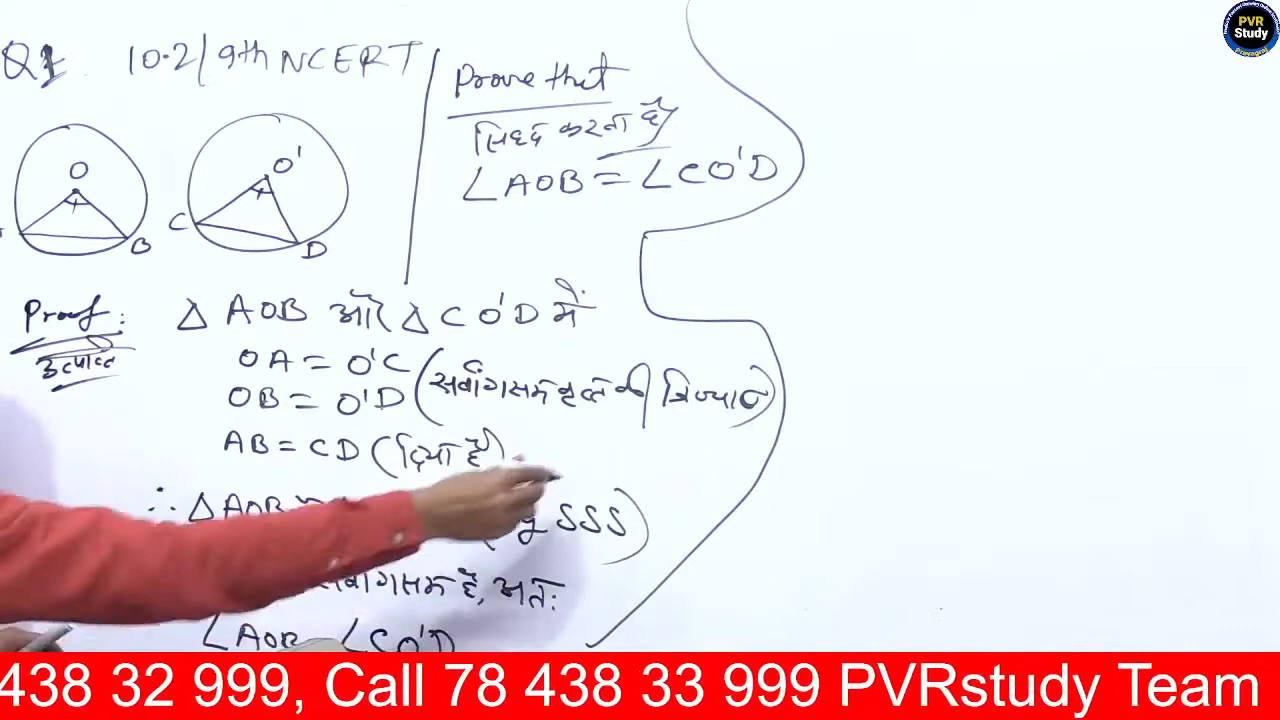 Q1 10.2/9th NCERT
Prove that
सिद्द करना है
∠AOB = ∠CO'D
O
B
O'
C
D
Proof:
उत्पत्ति
Δ AOB और Δ CO'D में
OA = O'C
OB = O'D (सर्वांगसम वृत्त की त्रिज्याएं)
AB = CD (दिया है)
∴ Δ AOB SSS)
सर्वांगसम है, अतः
∠AOB ∠CO'D
PVR
Study
Prayagraj
438 32 999, Call 78 438 33 999 PVRstudy Team